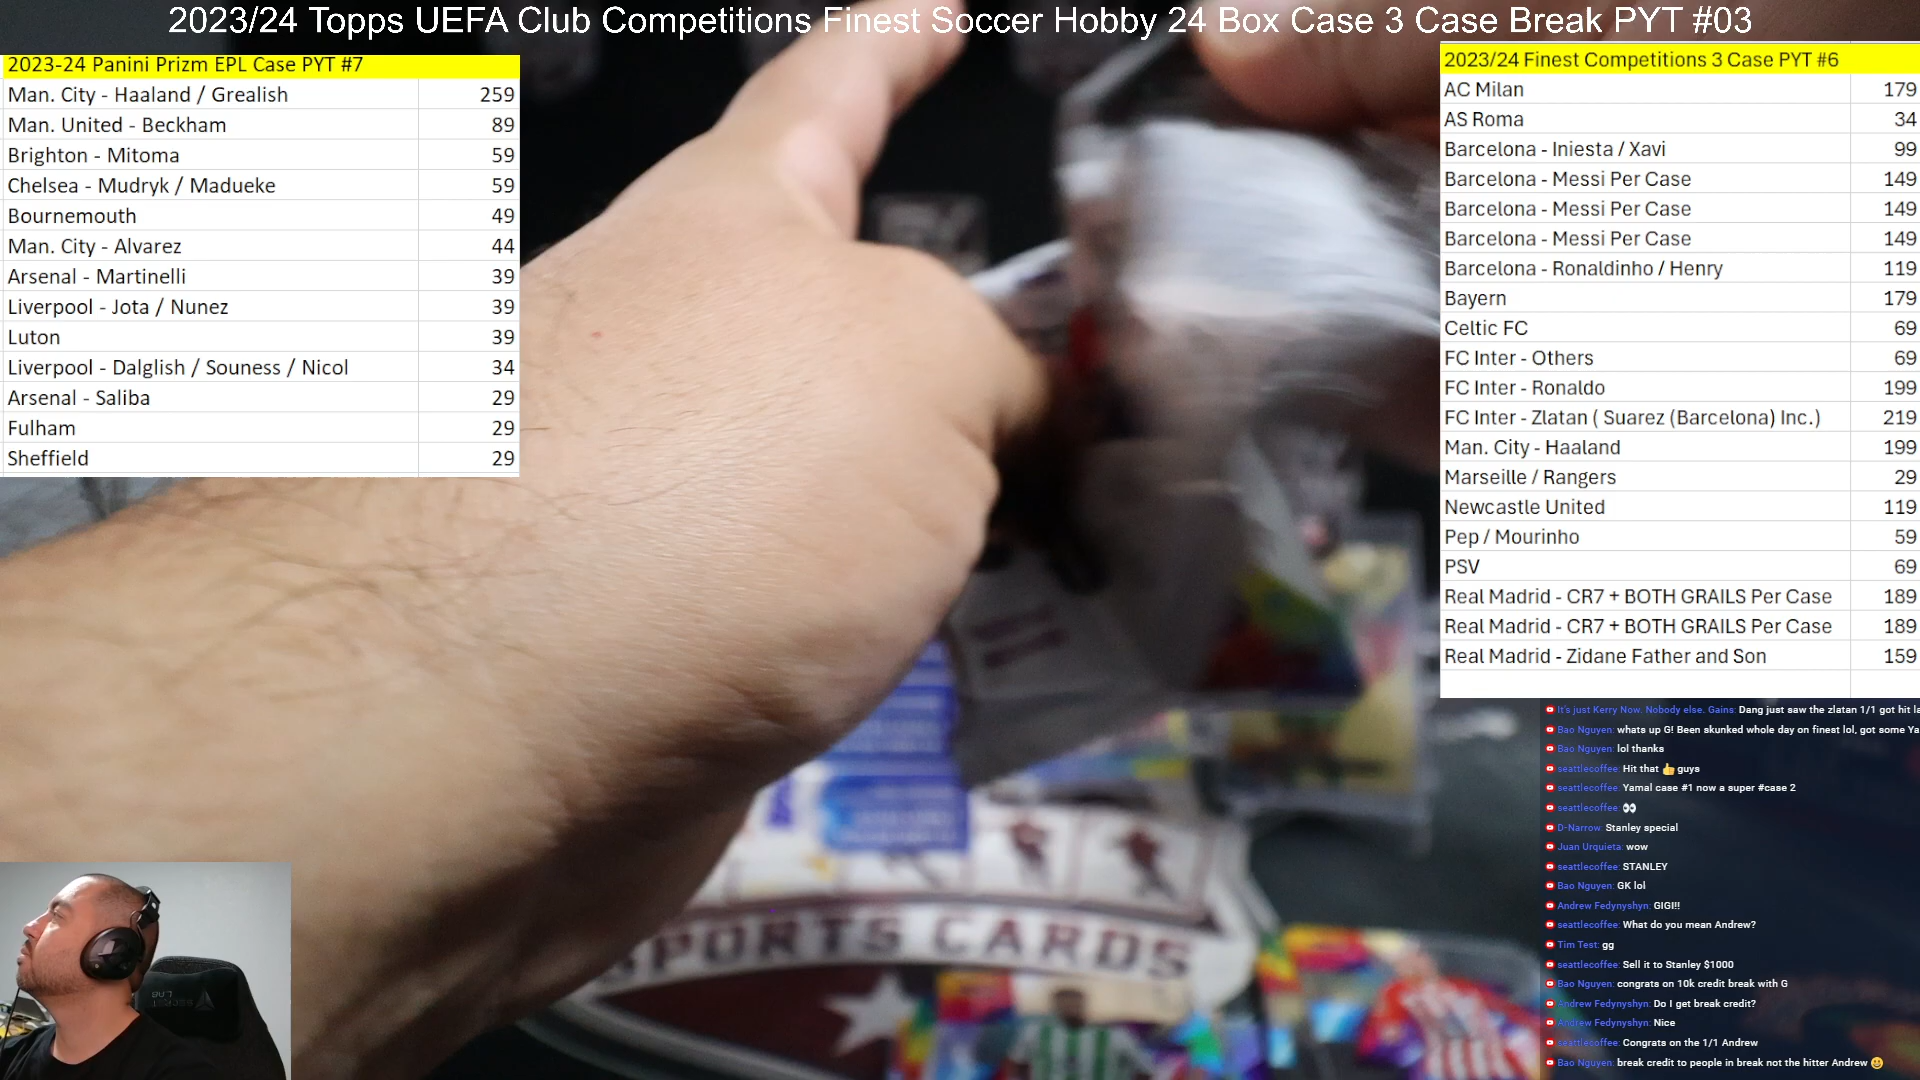 2023/24 Topps UEFA Club Competitions Finest Soccer Hobby 24 Box Case 3 Case Break PYT #03
2023-24 Panini Prizm EPL Case PYT #7
Man. City - Haaland / Grealish 259
Man. United - Beckham 89
Brighton - Mitoma 59
Chelsea - Mudryk / Madueke 59
Bournemouth 49
Man. City - Alvarez 44
Arsenal - Martinelli 39
Liverpool - Jota / Nunez 39
Luton 39
Liverpool - Dalglish / Souness / Nicol 34
Arsenal - Saliba 29
Fulham 29
Sheffield 29
2023/24 Finest Competitions 3 Case PYT #6
AC Milan 179
AS Roma 34
Barcelona - Iniesta / Xavi 99
Barcelona - Messi Per Case 149
Barcelona - Messi Per Case 149
Barcelona - Messi Per Case 149
Barcelona - Ronaldinho / Henry 119
Bayern 179
Celtic FC 69
FC Inter - Others 69
FC Inter - Ronaldo 199
FC Inter - Zlatan ( Suarez (Barcelona) Inc.) 219
Man. City - Haaland 199
Marseille / Rangers 29
Newcastle United 119
Pep / Mourinho 59
PSV 69
Real Madrid - CR7 + BOTH GRAILS Per Case 189
Real Madrid - CR7 + BOTH GRAILS Per Case 189
Real Madrid - Zidane Father and Son 159
It's just Kerry Now. Nobody else. Gains: Dang just saw the zlatan 1/1 got hit la
Bao Nguyen: whats up G! Been skunked whole day on finest lol, got some Ya
Bao Nguyen: lol thanks
seattlecoffee: Hit that 👍 guys
seattlecoffee: Yamal case #1 now a super #case 2
seattlecoffee: 👀
D-Narrow: Stanley special
Juan Urquieta: wow
seattlecoffee: STANLEY
Bao Nguyen: GK lol
Andrew Fedynyshyn: GIGI!!
seattlecoffee: What do you mean Andrew?
Tim Test: gg
seattlecoffee: Sell it to Stanley $1000
Bao Nguyen: congrats on 10k credit break with G
Andrew Fedynyshyn: Do I get break credit?
Andrew Fedynyshyn: Nice
seattlecoffee: Congrats on the 1/1 Andrew
Bao Nguyen: break credit to people in break not the hitter Andrew 😀
SPORTS CARDS